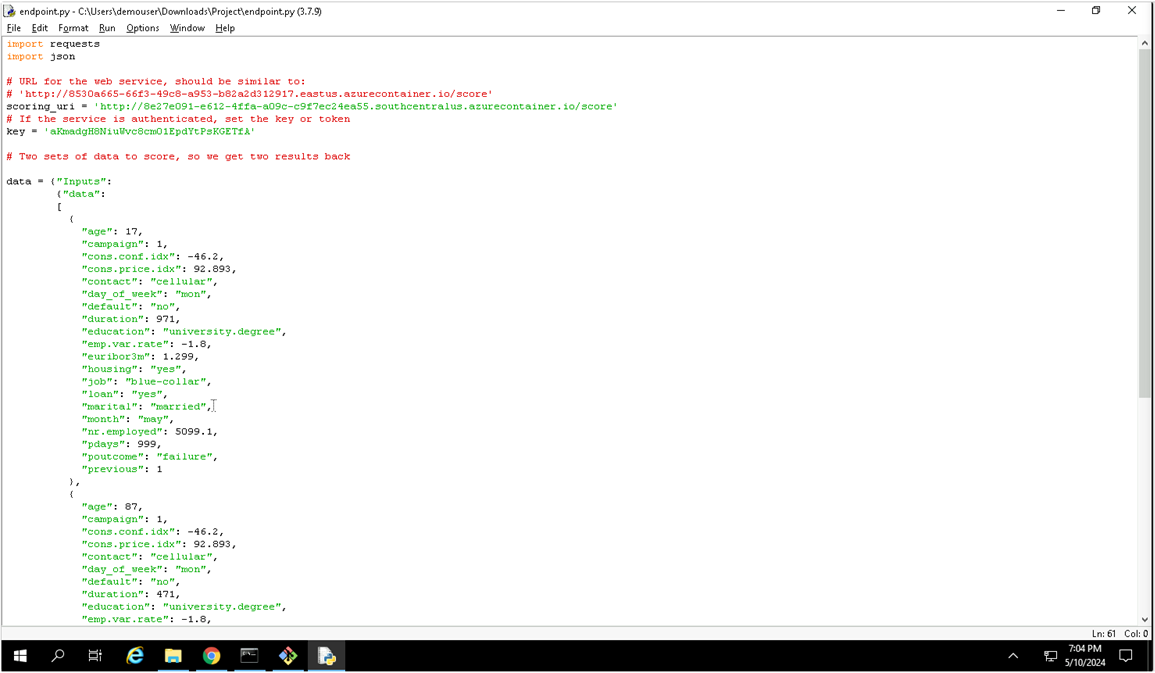 endpoint.py - C:\Users\demouser\Downloads\Project\endpoint.py (3.7.9)
File Edit Format Run Options Window Help
import requests
import json
# URL for the web service, should be similar to:
# 'http://8530a665-66f3-49c8-a953-b82a2d312917.eastus.azurecontainer.io/score'
scoring_uri = 'http://8e27e091-e612-4ffa-a09c-c9f7ec24ea55.southcentralus.azurecontainer.io/score'
# If the service is authenticated, set the key or token
key = 'aKmadgH8NiuWvc8cmO1EpdYtPsKGETfA'
# Two sets of data to score, so we get two results back
data = {"Inputs":
{"data":
[
{
"age": 17,
"campaign": 1,
"cons.conf.idx": -46.2,
"cons.price.idx": 92.893,
"contact": "cellular",
"day_of_week": "mon",
"default": "no",
"duration": 971,
"education": "university.degree",
"emp.var.rate": -1.8,
"euribor3m": 1.299,
"housing": "yes",
"job": "blue-collar",
"loan": "yes",
"marital": "married",
"month": "may",
"nr.employed": 5099.1,
"pdays": 999,
"poutcome": "failure",
"previous": 1
},
{
"age": 87,
"campaign": 1,
"cons.conf.idx": -46.2,
"cons.price.idx": 92.893,
"contact": "cellular",
"day_of_week": "mon",
"default": "no",
"duration": 471,
"education": "university.degree",
"emp.var.rate": -1.8,
Ln: 61 Col: 0
7:04 PM
5/10/2024